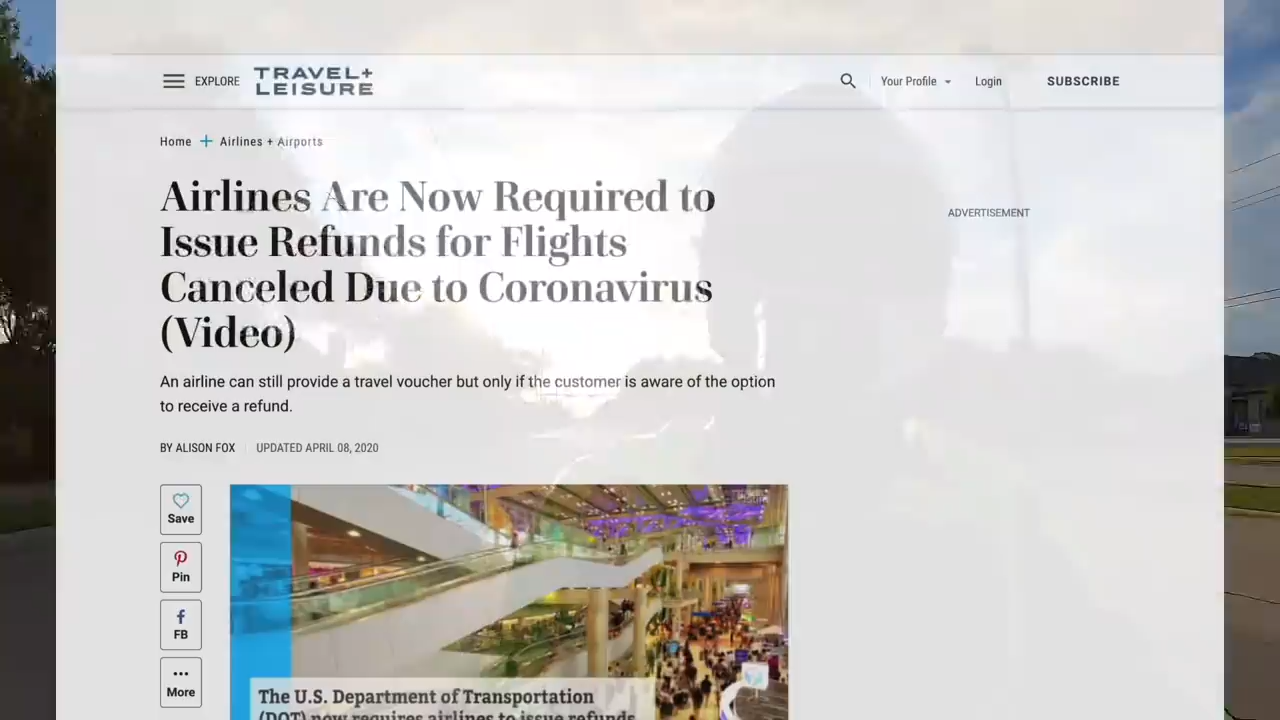 EXPLORE
TRAVEL+
LEISURE
Your Profile
Login
SUBSCRIBE
Home + Airlines + Airports
Airlines Are Now Required to
Issue Refunds for Flights
Canceled Due to Coronavirus
(Video)
ADVERTISEMENT
An airline can still provide a travel voucher but only if the customer is aware of the option
to receive a refund.
BY ALISON FOX
UPDATED APRIL 08, 2020
Save
Pin
FB
More
The U.S. Department of Transportation
(DOT) now requires airlines to issue refunds